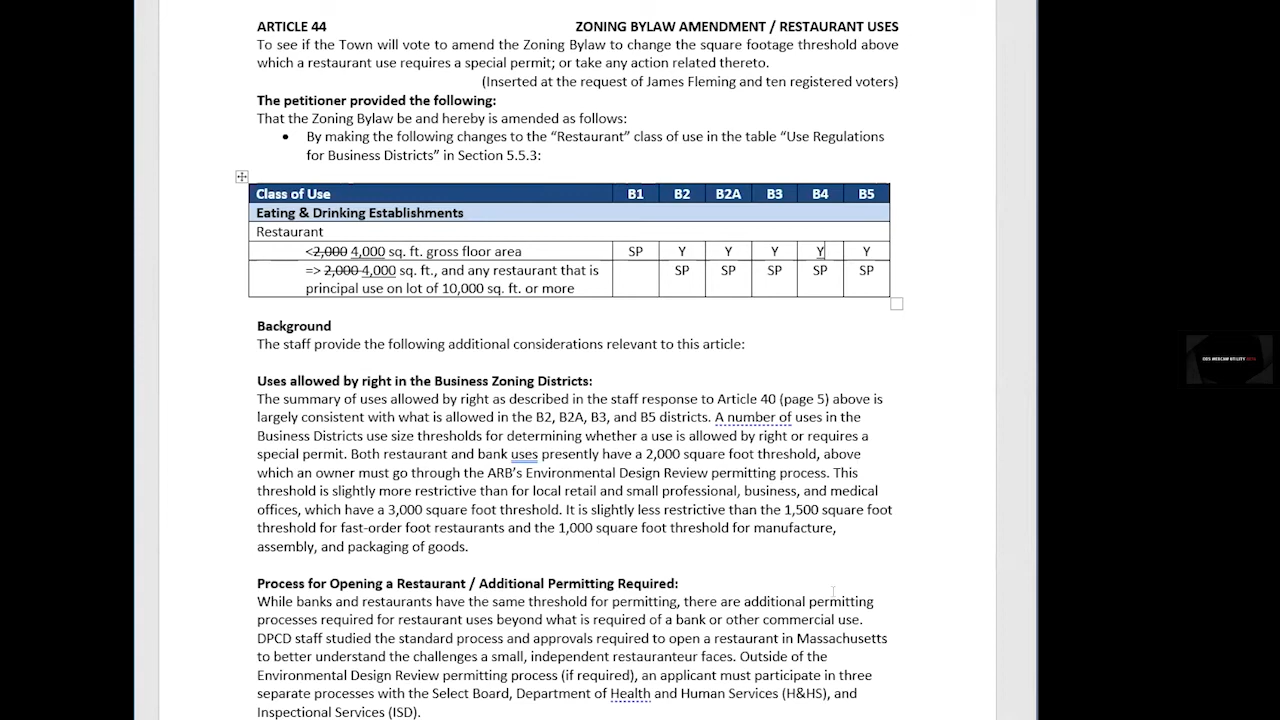 ARTICLE 44 ZONING BYLAW AMENDMENT / RESTAURANT USES
To see if the Town will vote to amend the Zoning Bylaw to change the square footage threshold above
which a restaurant use requires a special permit; or take any action related thereto.
(Inserted at the request of James Fleming and ten registered voters)
The petitioner provided the following:
That the Zoning Bylaw be and hereby is amended as follows:
• By making the following changes to the “Restaurant” class of use in the table “Use Regulations
for Business Districts” in Section 5.5.3:
Class of Use B1 B2 B2A B3 B4 B5
Eating & Drinking Establishments
Restaurant
<2,000 4,000 sq. ft. gross floor area SP Y Y Y Y Y
=> 2,000 4,000 sq. ft., and any restaurant that is SP SP SP SP SP
principal use on lot of 10,000 sq. ft. or more
Background
The staff provide the following additional considerations relevant to this article:
Uses allowed by right in the Business Zoning Districts:
The summary of uses allowed by right as described in the staff response to Article 40 (page 5) above is
largely consistent with what is allowed in the B2, B2A, B3, and B5 districts. A number of uses in the
Business Districts use size thresholds for determining whether a use is allowed by right or requires a
special permit. Both restaurant and bank uses presently have a 2,000 square foot threshold, above
which an owner must go through the ARB’s Environmental Design Review permitting process. This
threshold is slightly more restrictive than for local retail and small professional, business, and medical
offices, which have a 3,000 square foot threshold. It is slightly less restrictive than the 1,500 square foot
threshold for fast-order foot restaurants and the 1,000 square foot threshold for manufacture,
assembly, and packaging of goods.
Process for Opening a Restaurant / Additional Permitting Required:
While banks and restaurants have the same threshold for permitting, there are additional permitting
processes required for restaurant uses beyond what is required of a bank or other commercial use.
DPCD staff studied the standard process and approvals required to open a restaurant in Massachusetts
to better understand the challenges a small, independent restauranteur faces. Outside of the
Environmental Design Review permitting process (if required), an applicant must participate in three
separate processes with the Select Board, Department of Health and Human Services (H&HS), and
Inspectional Services (ISD).